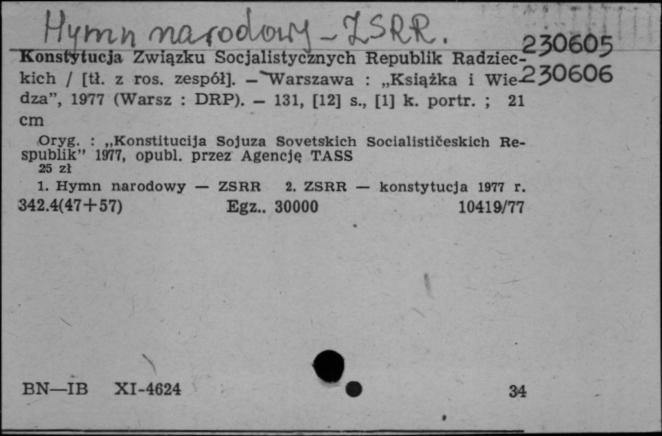 Hymn narodowy - ZSRR.
230605
Konstytucja Związku Socjalistycznych Republik Radziec-
kich / [tł. z ros. zespół]. — Warszawa : „Książka i Wie-
230606
dza”, 1977 (Warsz : DRP). — 131, [12] s., [1] k. portr. ; 21
cm
Oryg. : „Konstitucija Sojuza Sovetskich Socialističeskich Re-
spublik” 1977, opubl. przez Agencję TASS
25 zł
1. Hymn narodowy — ZSRR 2. ZSRR — konstytucja 1977 r.
342.4(47+57) Egz.. 30000 10419/77
BN—IB XI-4624 34